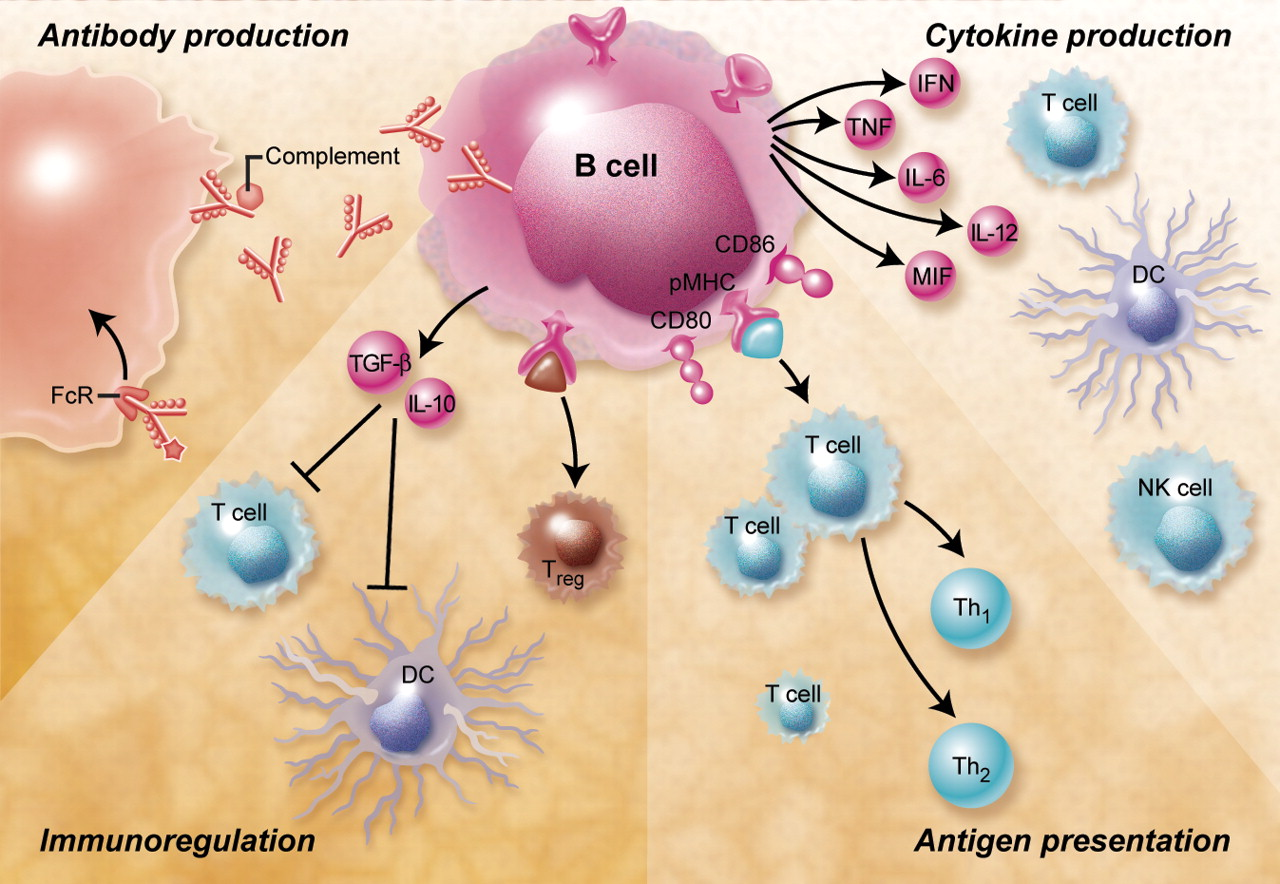 Antibody production
Cytokine production
IFN
T cell
TNF
Complement
B cell
IL-6
IL-12
CD86
MIF
DC
pMHC
CD80
TGF-β
IL-10
FcR
T cell
NK cell
T cell
T cell
Treg
Th1
DC
T cell
Th2
Immunoregulation
Antigen presentation